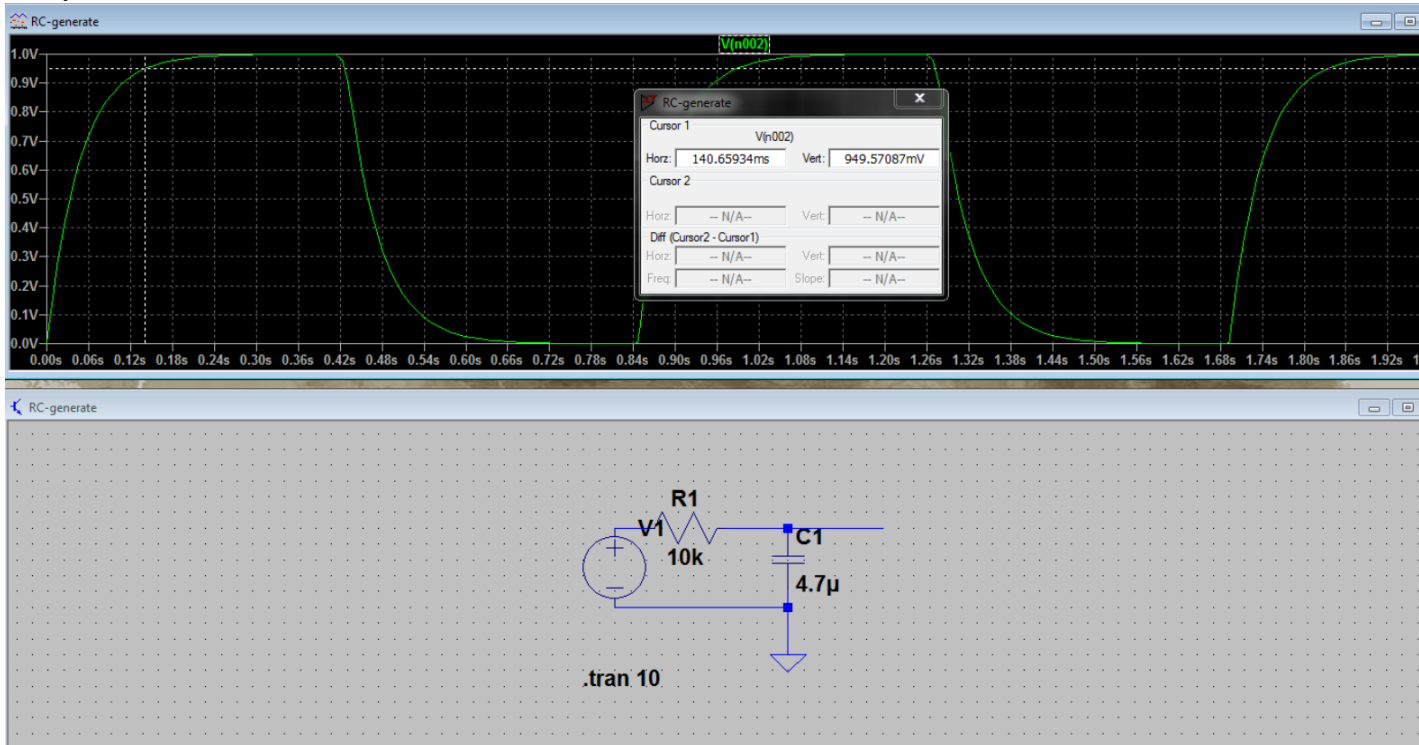 RC-generate
V(n002)
1.0V
0.9V
0.8V
0.7V
0.6V
0.5V
0.4V
0.3V
0.2V
0.1V
0.0V
RC-generate
X
Cursor 1
V(n002)
Horz: 140.65934ms Vert: 949.57087mV
Cursor 2
Horz: -- N/A-- Vert: -- N/A--
Diff (Cursor2 - Cursor1)
Horz: -- N/A-- Vert: -- N/A--
Freq: -- N/A-- Slope: -- N/A--
0.00s 0.06s 0.12s 0.18s 0.24s 0.30s 0.36s 0.42s 0.48s 0.54s 0.60s 0.66s 0.72s 0.78s 0.84s 0.90s 0.96s 1.02s 1.08s 1.14s 1.20s 1.26s 1.32s 1.38s 1.44s 1.50s 1.56s 1.62s 1.68s 1.74s 1.80s 1.86s 1.92s 1
RC-generate
R1
V1
C1
10k
4.7µ
.tran 10